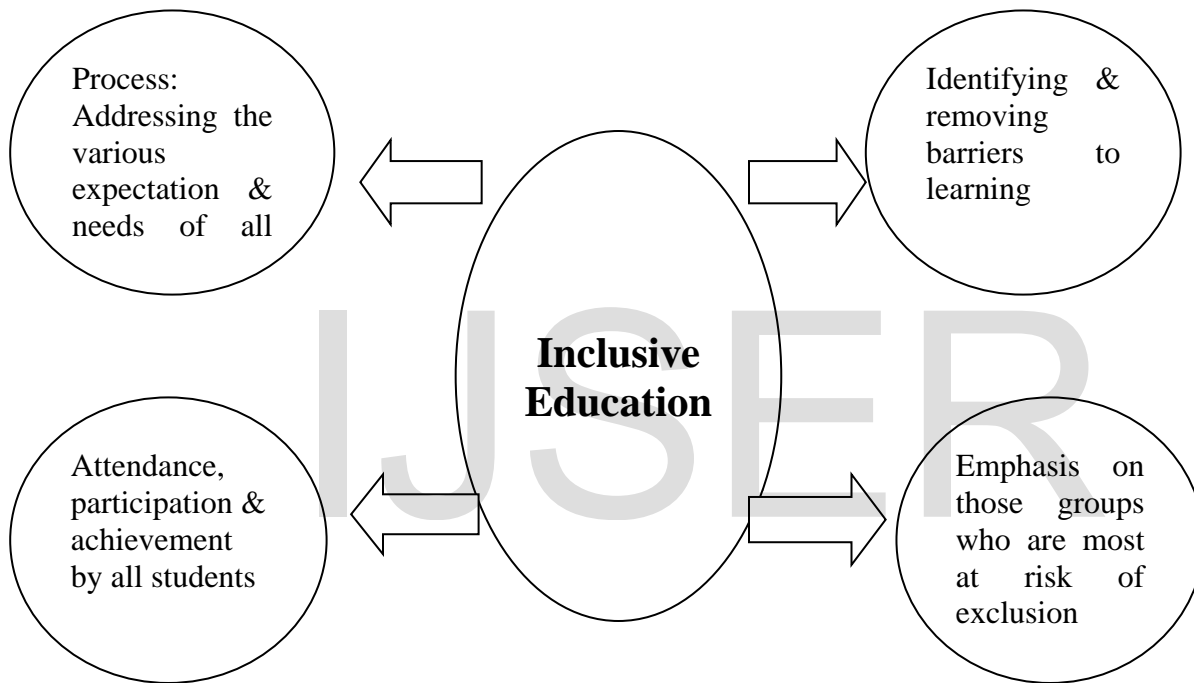 Process:
Addressing the
various
expectation &
needs of all
Identifying &
removing
barriers to
learning
Inclusive
Education
IJSER
Attendance,
participation &
achievement
by all students
Emphasis on
those groups
who are most
at risk of
exclusion